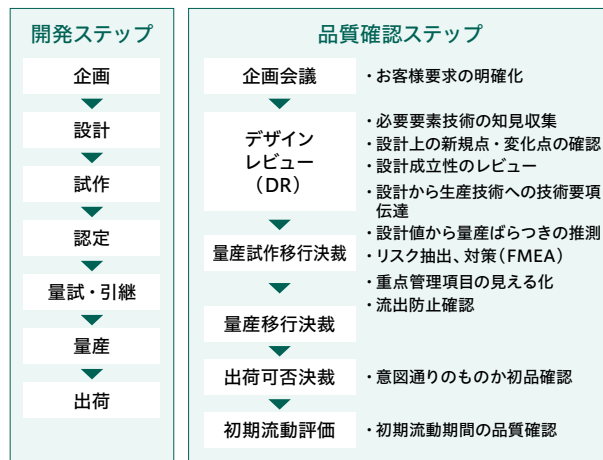 開発ステップ
企画
設計
試作
認定
量試・引継
量産
出荷
品質確認ステップ
企画会議
・お客様要求の明確化
デザイン
レビュー
（DR）
・必要要素技術の知見収集
・設計上の新規点・変化点の確認
・設計成立性のレビュー
・設計から生産技術への技術要項
伝達
・設計値から量産ばらつきの推測
量産試作移行決裁
・リスク抽出、対策（FMEA）
・重点管理項目の見える化
・流出防止確認
量産移行決裁
出荷可否決裁
・意図通りのものか初品確認
初期流動評価
・初期流動期間の品質確認